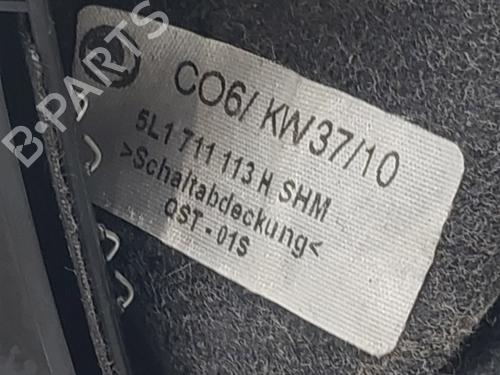 CO6/ KW37/10
5L1 711 113 H SHM
>Schaltabdeckung<
QST - 01S
B-PARTS